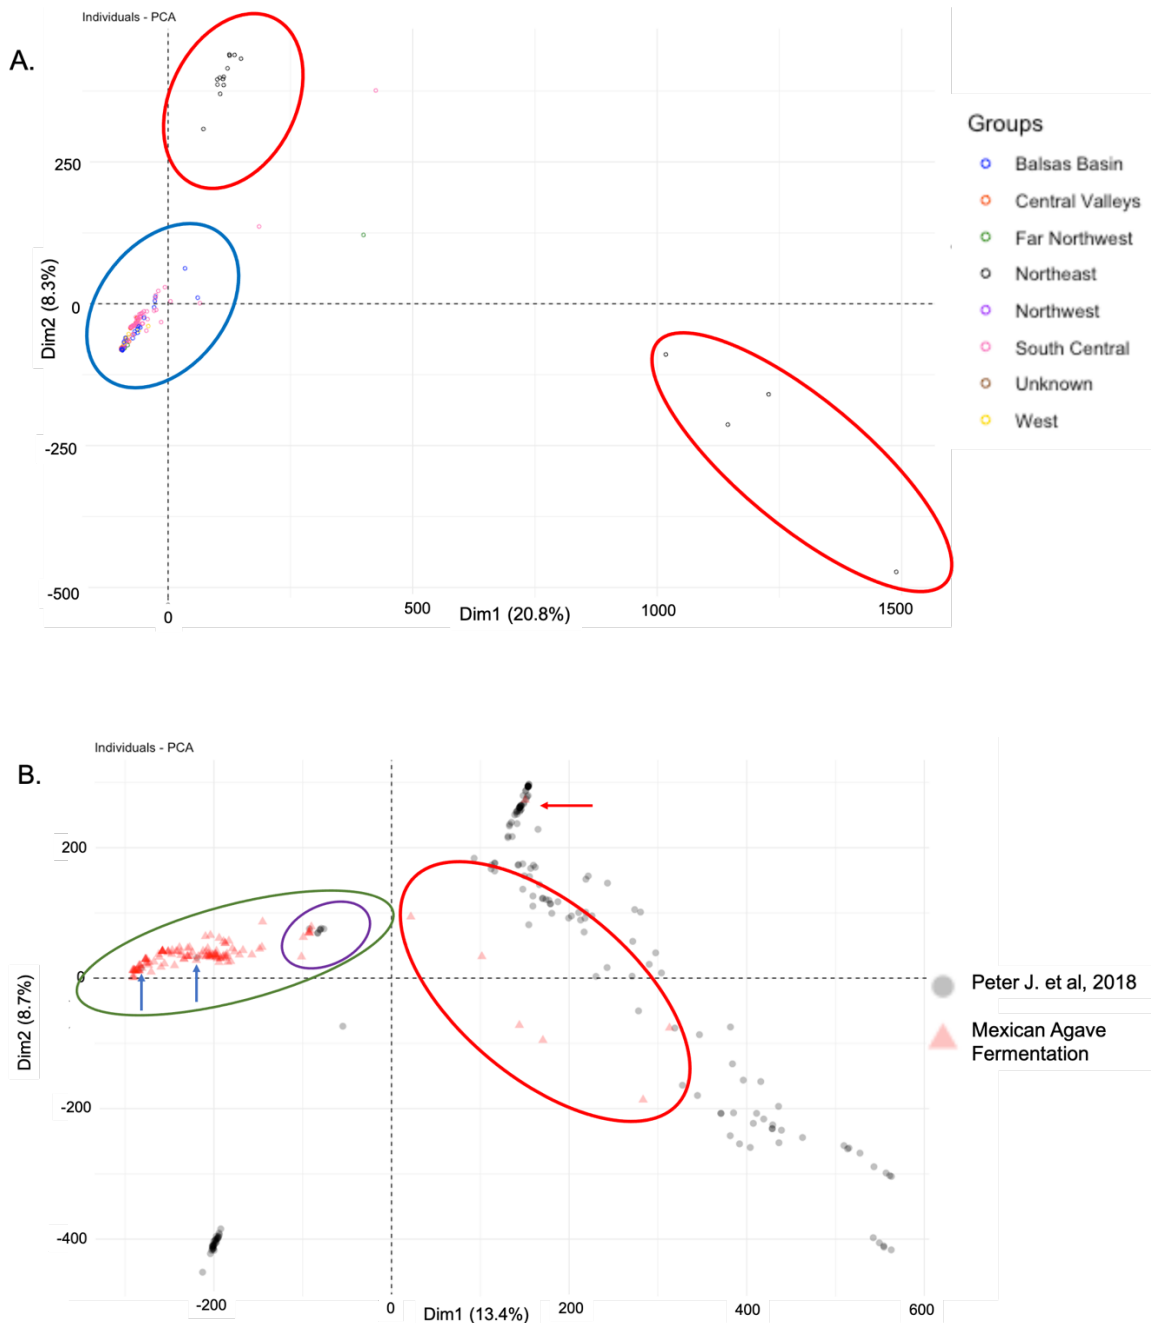 Individuals - PCA
A.
Groups
Balsas Basin
Central Valleys
Far Northwest
Northeast
Northwest
South Central
Unknown
West
250
0
-250
-500
Dim2 (8.3%)
0
500
1000
1500
Dim1 (20.8%)
Individuals - PCA
B.
200
0
-200
-400
Dim2 (8.7%)
Peter J. et al, 2018
Mexican Agave
Fermentation
-200
0
200
400
600
Dim1 (13.4%)